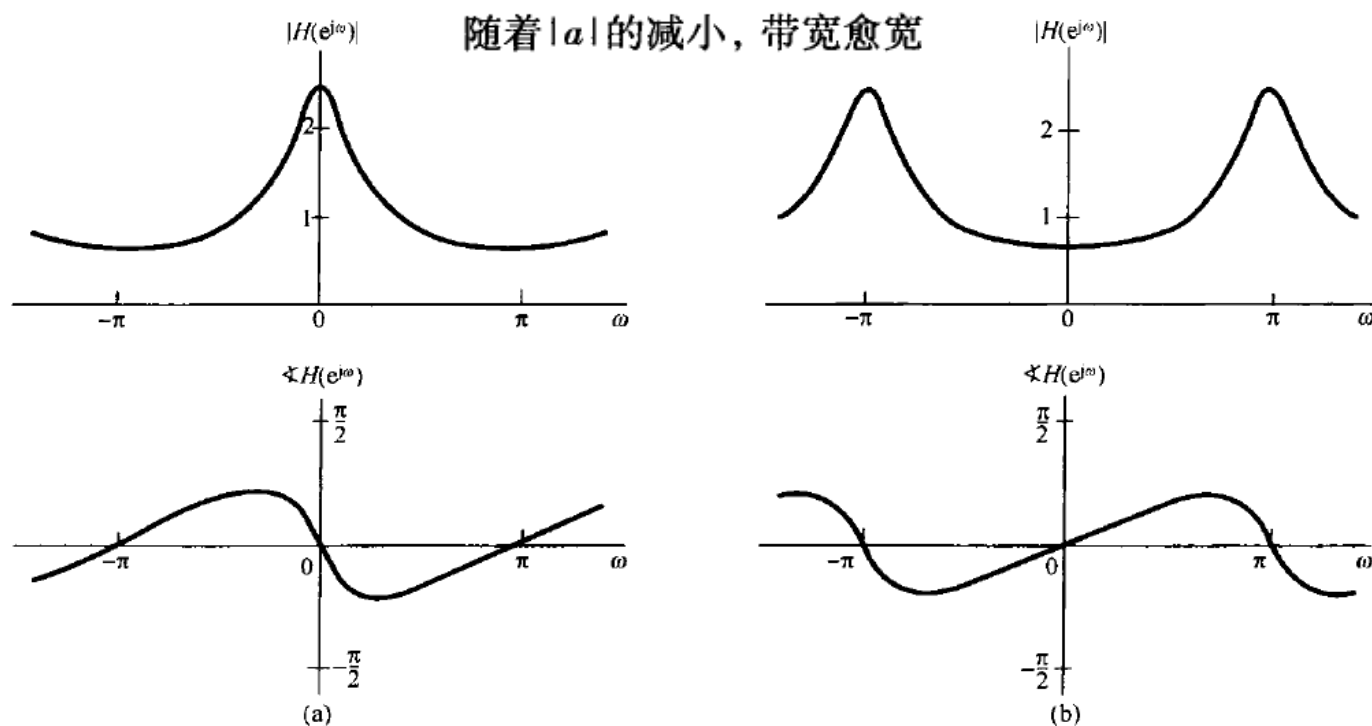 随着|a|的减小, 带宽愈宽
|H(e^{jω})|
2
1
-π 0 π ω
|H(e^{jω})|
2
1
-π 0 π ω
∢H(e^{jω})
π/2
-π 0 π ω
-π/2
(a)
∢H(e^{jω})
π/2
-π 0 π ω
-π/2
(b)